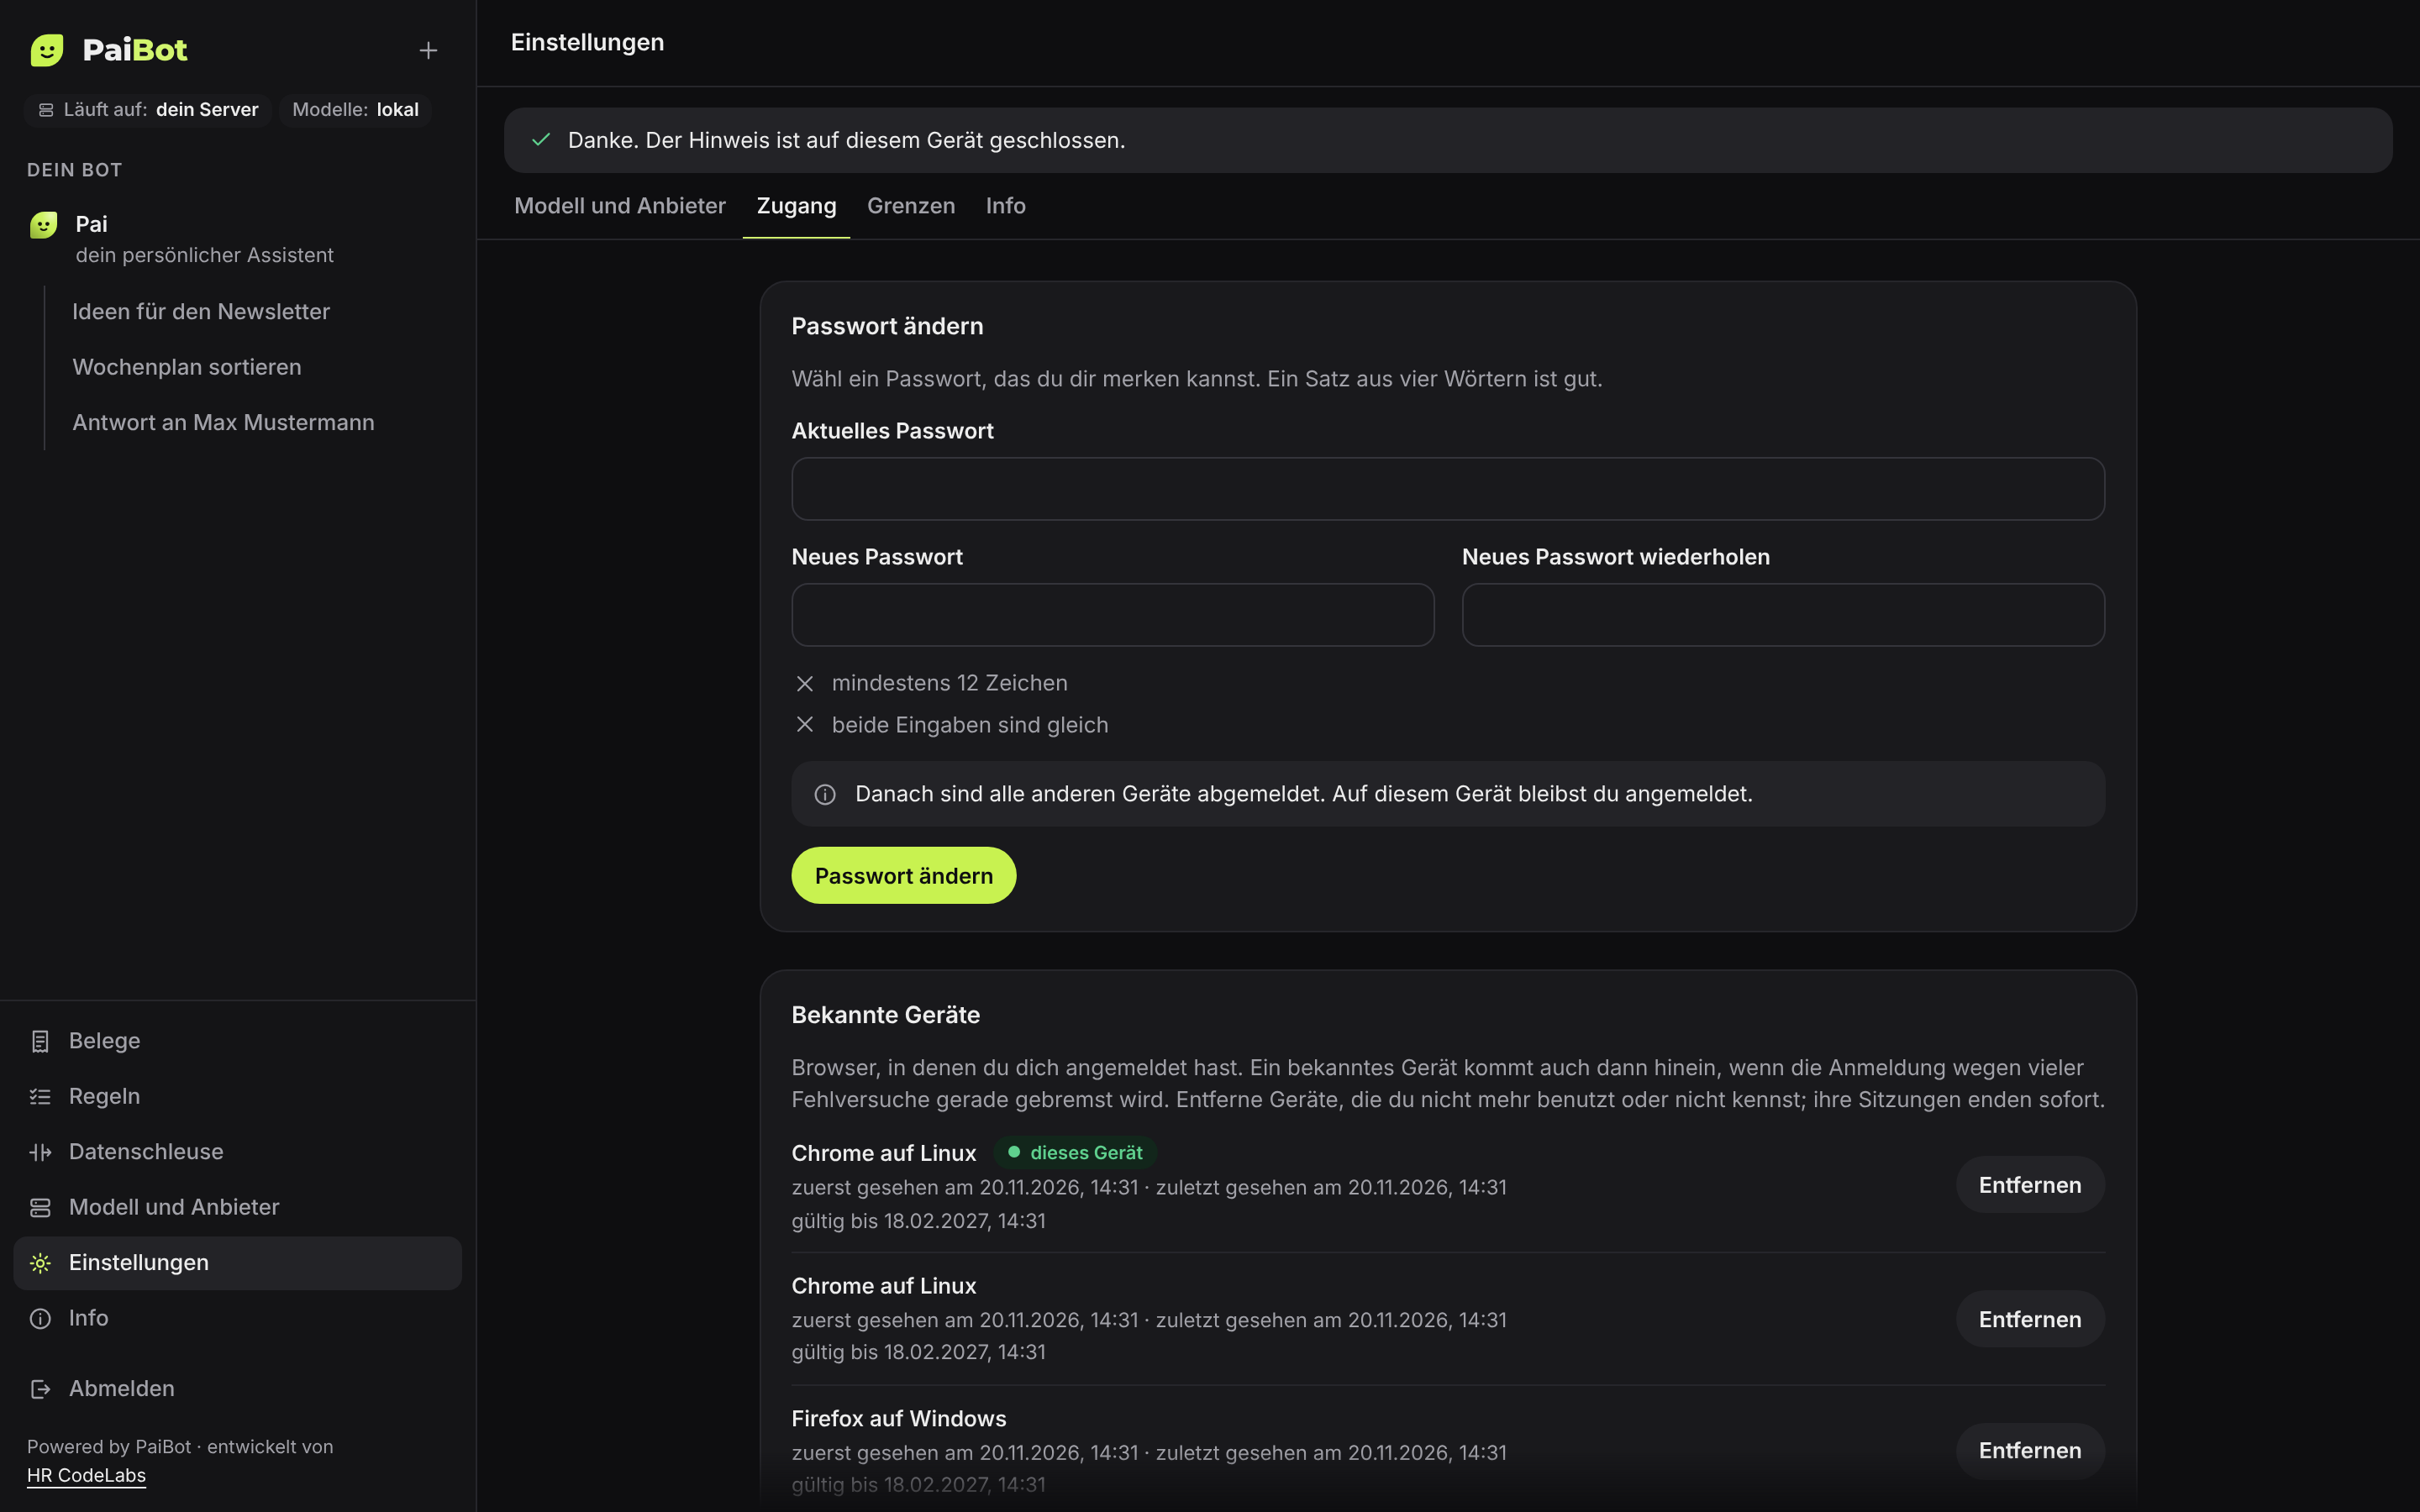 PaiBot
Läuft auf: dein Server
Modelle: lokal
DEIN BOT
Pai
dein persönlicher Assistent
Ideen für den Newsletter
Wochenplan sortieren
Antwort an Max Mustermann
Belege
Regeln
Datenschleuse
Modell und Anbieter
Einstellungen
Info
Abmelden
Powered by PaiBot · entwickelt von
HR CodeLabs
Einstellungen
Danke. Der Hinweis ist auf diesem Gerät geschlossen.
Modell und Anbieter Zugang Grenzen Info
Passwort ändern
Wähl ein Passwort, das du dir merken kannst. Ein Satz aus vier Wörtern ist gut.
Aktuelles Passwort
Neues Passwort
Neues Passwort wiederholen
mindestens 12 Zeichen
beide Eingaben sind gleich
Danach sind alle anderen Geräte abgemeldet. Auf diesem Gerät bleibst du angemeldet.
Passwort ändern
Bekannte Geräte
Browser, in denen du dich angemeldet hast. Ein bekanntes Gerät kommt auch dann hinein, wenn die Anmeldung wegen vieler
Fehlversuche gerade gebremst wird. Entferne Geräte, die du nicht mehr benutzt oder nicht kennst; ihre Sitzungen enden sofort.
Chrome auf Linux dieses Gerät
zuerst gesehen am 20.11.2026, 14:31 · zuletzt gesehen am 20.11.2026, 14:31
gültig bis 18.02.2027, 14:31
Entfernen
Chrome auf Linux
zuerst gesehen am 20.11.2026, 14:31 · zuletzt gesehen am 20.11.2026, 14:31
gültig bis 18.02.2027, 14:31
Entfernen
Firefox auf Windows
zuerst gesehen am 20.11.2026, 14:31 · zuletzt gesehen am 20.11.2026, 14:31
gültig bis 18.02.2027, 14:31
Entfernen